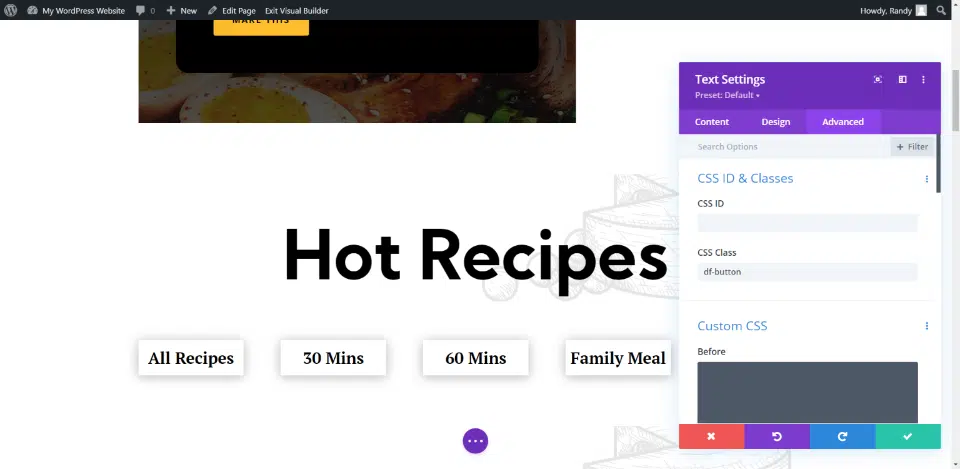 My WordPress Website 0 New Edit Page Exit Visual Builder Howdy, Randy
MAKE THIS
Text Settings
Preset: Default
Content Design Advanced
Search Options + Filter
CSS ID & Classes
CSS ID
CSS Class
df-button
Hot Recipes
Custom CSS
Before
All Recipes 30 Mins 60 Mins Family Meal